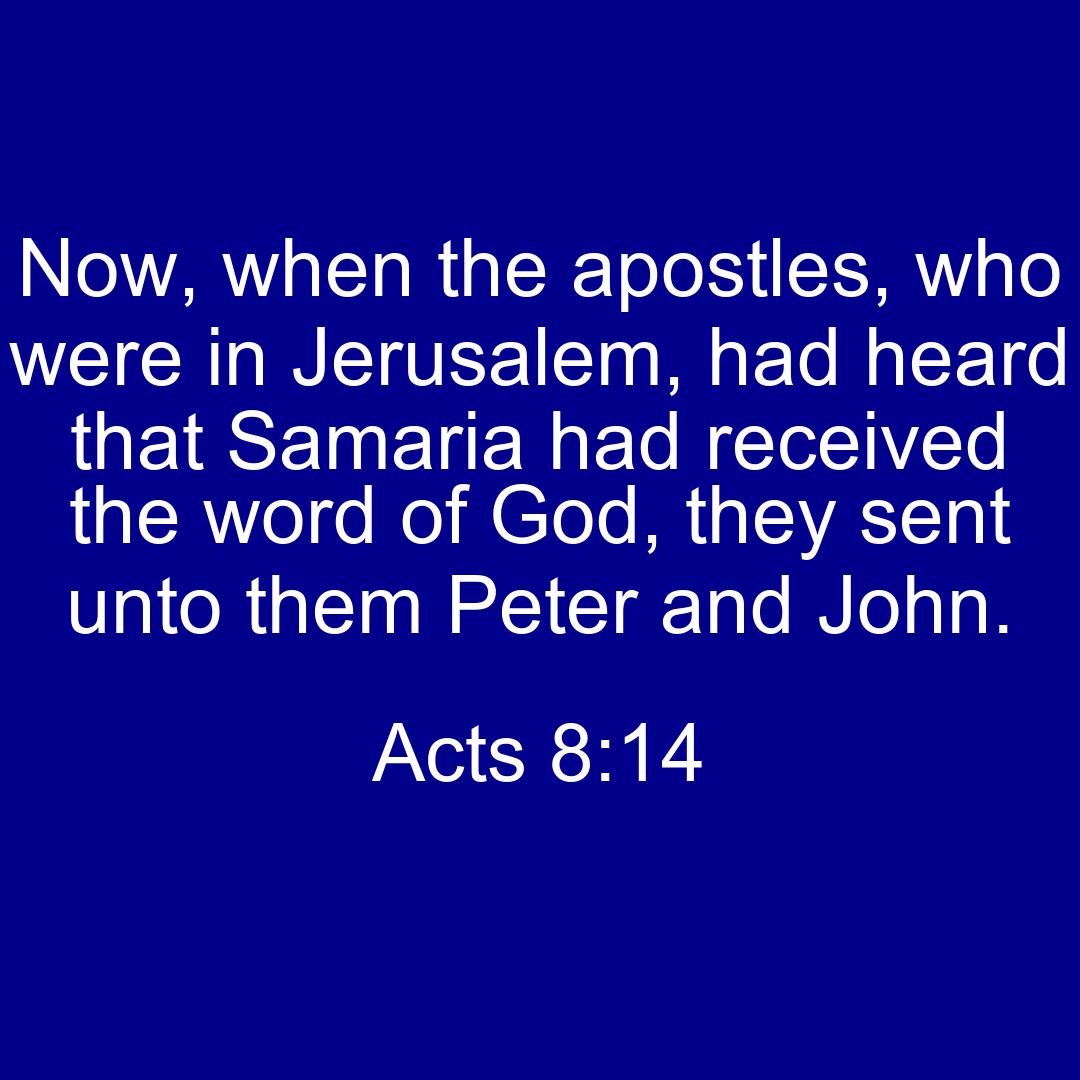 Now, when the apostles, who
were in Jerusalem, had heard
that Samaria had received
the word of God, they sent
unto them Peter and John.
Acts 8:14